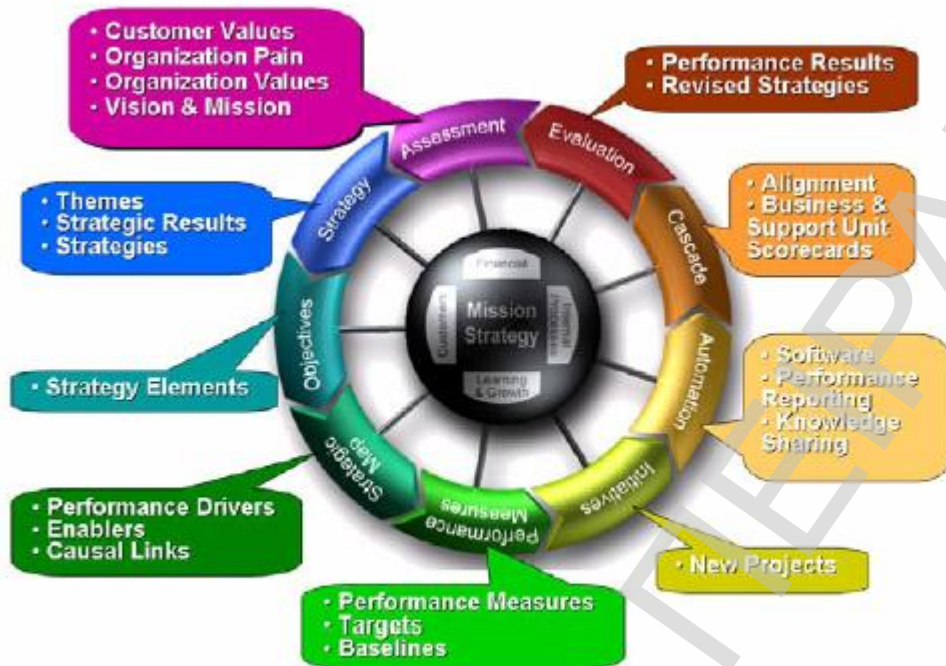 • Customer Values
• Organization Pain
• Organization Values
• Vision & Mission
• Performance Results
• Revised Strategies
Assessment
Evaluation
• Themes
• Strategic Results
• Strategies
Strategy
Cascade
• Alignment
• Business &
Support Unit
Scorecards
Financial
Customers
Mission
Strategy
Internal
Processes
Learning
& Growth
Objectives
• Strategy Elements
Automation
• Software
• Performance
Reporting
• Knowledge
Sharing
Strategic
Map
• Performance Drivers
• Enablers
• Causal Links
Performance
Measures
• Performance Measures
• Targets
• Baselines
Initiatives
• New Projects